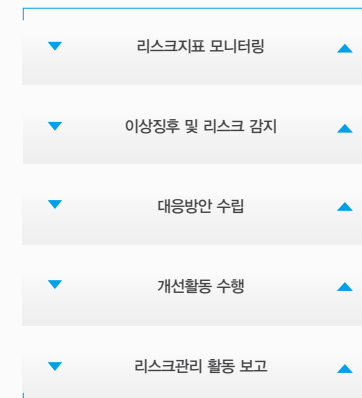 리스크지표 모니터링
이상징후 및 리스크 감지
대응방안 수립
개선활동 수행
리스크관리 활동 보고